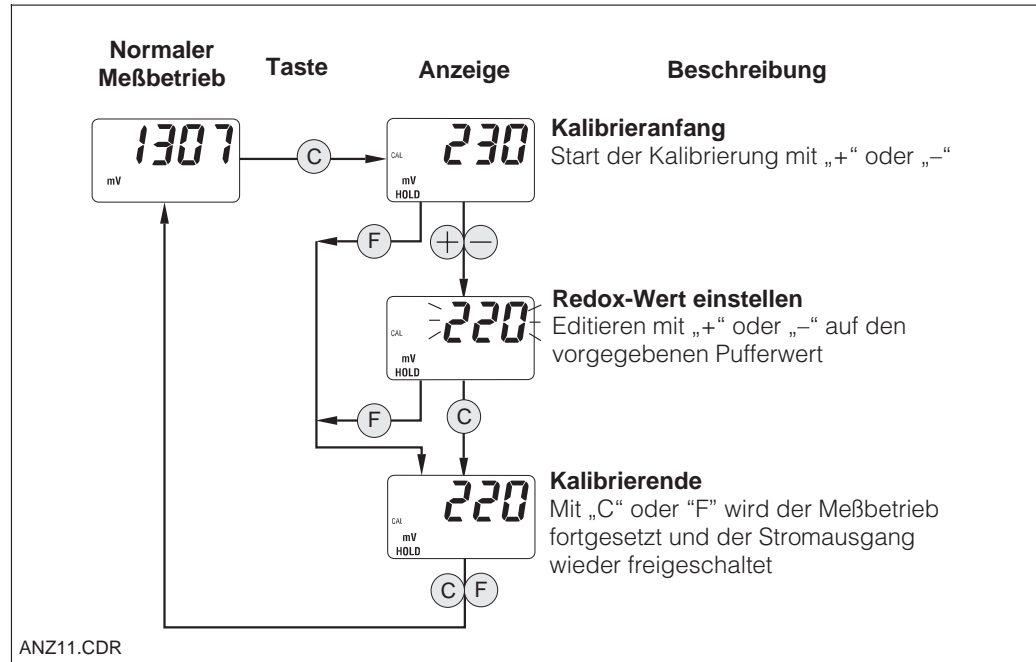 Normaler
Meßbetrieb
Taste
Anzeige
Beschreibung
1307
mV
C
230
CAL
mV
HOLD
Kalibrieranfang
Start der Kalibrierung mit „+“ oder „–“
F
+ –
220
CAL
mV
HOLD
Redox-Wert einstellen
Editieren mit „+“ oder „–“ auf den
vorgegebenen Pufferwert
F
C
220
CAL
mV
HOLD
Kalibrierende
Mit „C“ oder “F” wird der Meßbetrieb
fortgesetzt und der Stromausgang
wieder freigeschaltet
C F
ANZ11.CDR